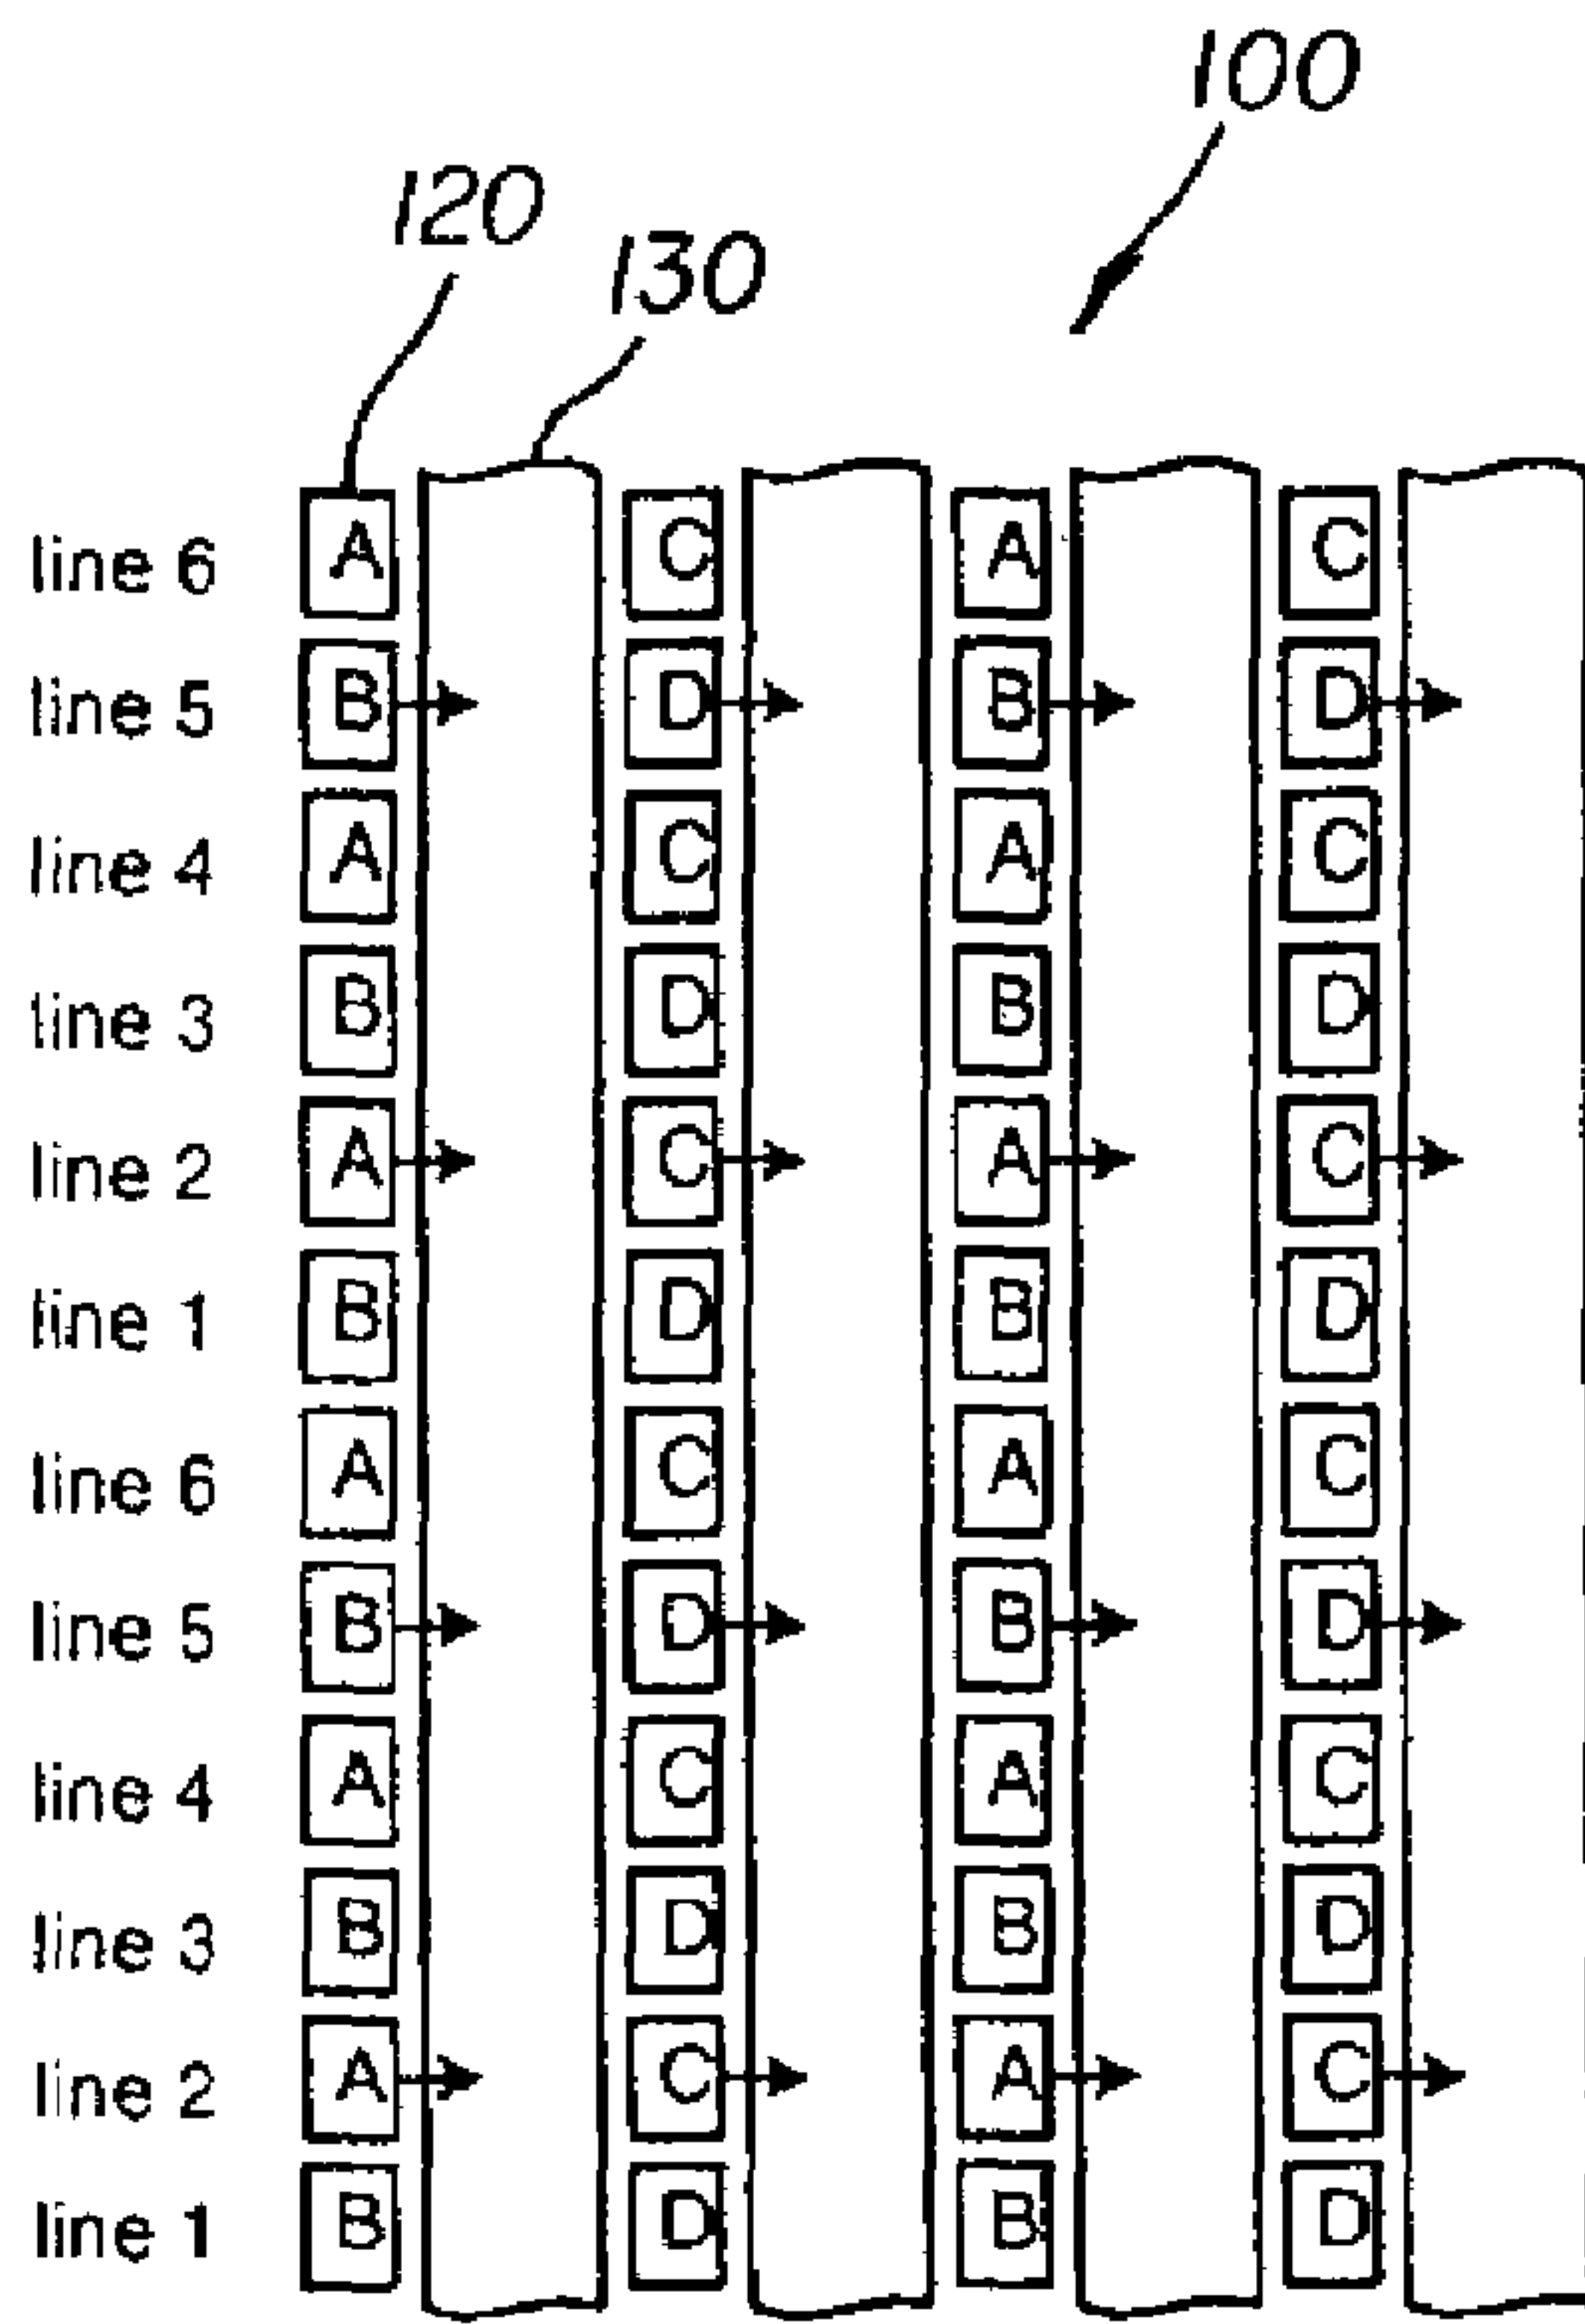 100
120
130
line 6 A C A C
line 5 B D B D
line 4 A C A C
line 3 B D B D
line 2 A C A C
line 1 B D B D
line 6 A C A C
line 5 B D B D
line 4 A C A C
line 3 B D B D
line 2 A C A C
line 1 B D B D